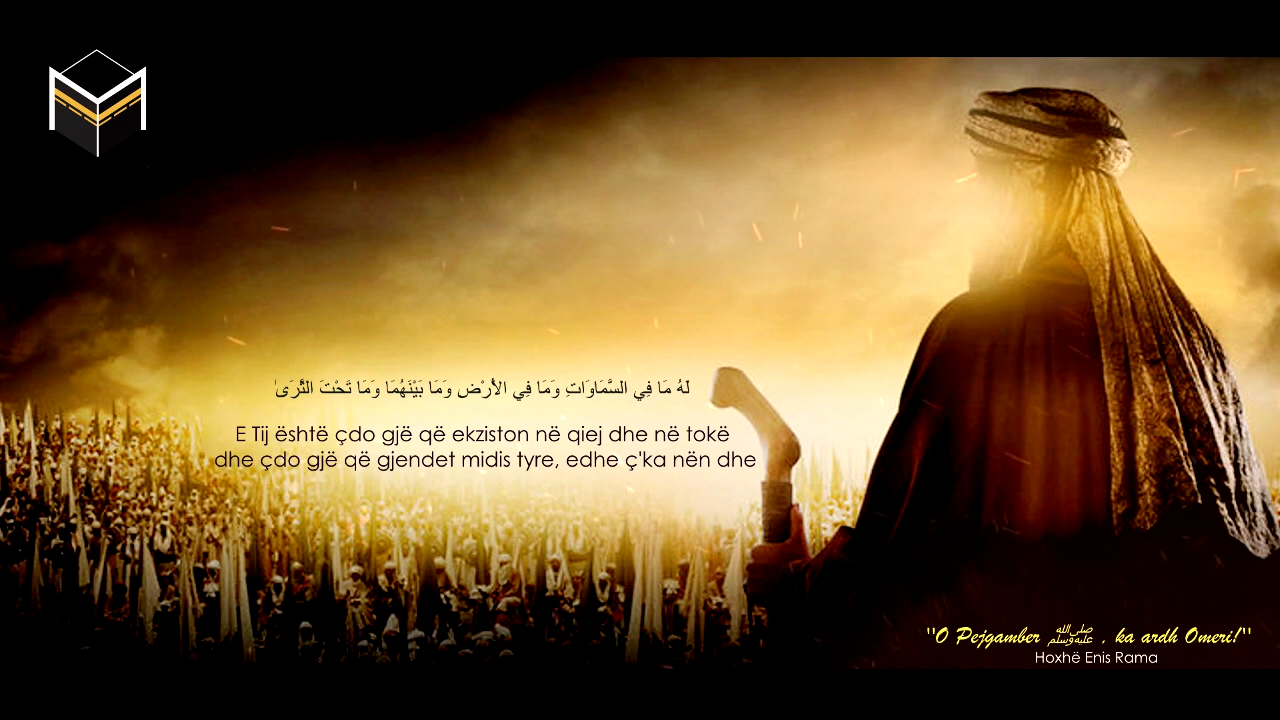 لَهُ مَا فِي السَّمَاوَاتِ وَمَا فِي الْأَرْضِ وَمَا بَيْنَهُمَا وَمَا تَحْتَ الثَّرَىٰ
E Tij është çdo gjë që ekziston në qiej dhe në tokë
dhe çdo gjë që gjendet midis tyre, edhe ç'ka nën dhe
"O Pejgamber ﷺ , ka ardh Omeri!"
Hoxhë Enis Rama